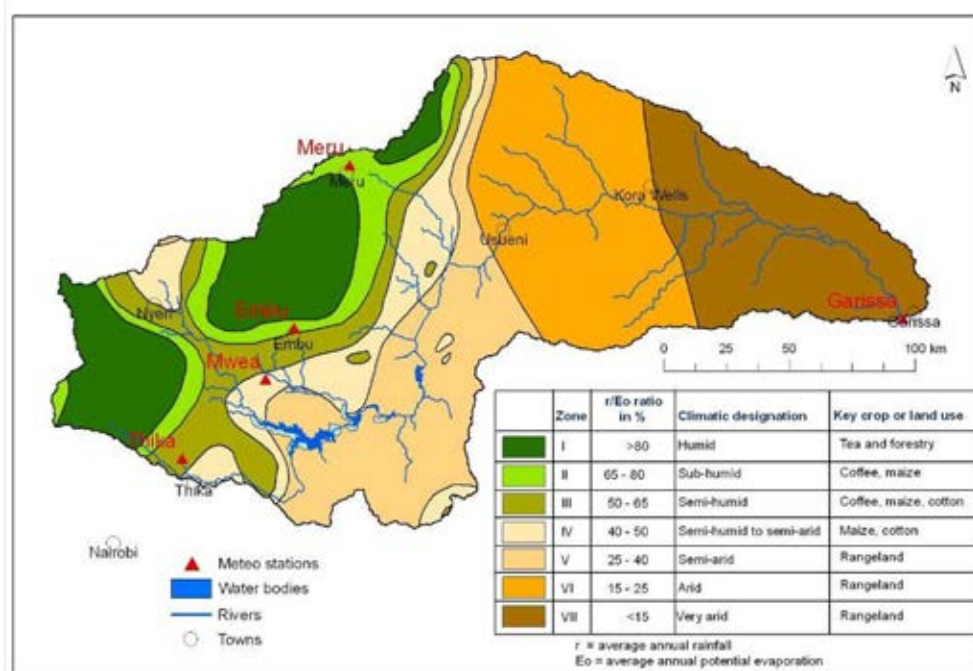 N
Meru
Meru
Kora Wells
Usueni
Garissa
Garissa
Nyeri
Embu
Embu
Mwea
0 25 50 100 km
Thika
Thika
Nairobi
Meteo stations
Water bodies
Rivers
Towns
Zone r/Eo ratio in % Climatic designation Key crop or land use
I >80 Humid Tea and forestry
II 65 - 80 Sub-humid Coffee, maize
III 50 - 65 Semi-humid Coffee, maize, cotton
IV 40 - 50 Semi-humid to semi-arid Maize, cotton
V 25 - 40 Semi-arid Rangeland
VI 15 - 25 Arid Rangeland
VIII <15 Very arid Rangeland
r = average annual rainfall
Eo = average annual potential evaporation